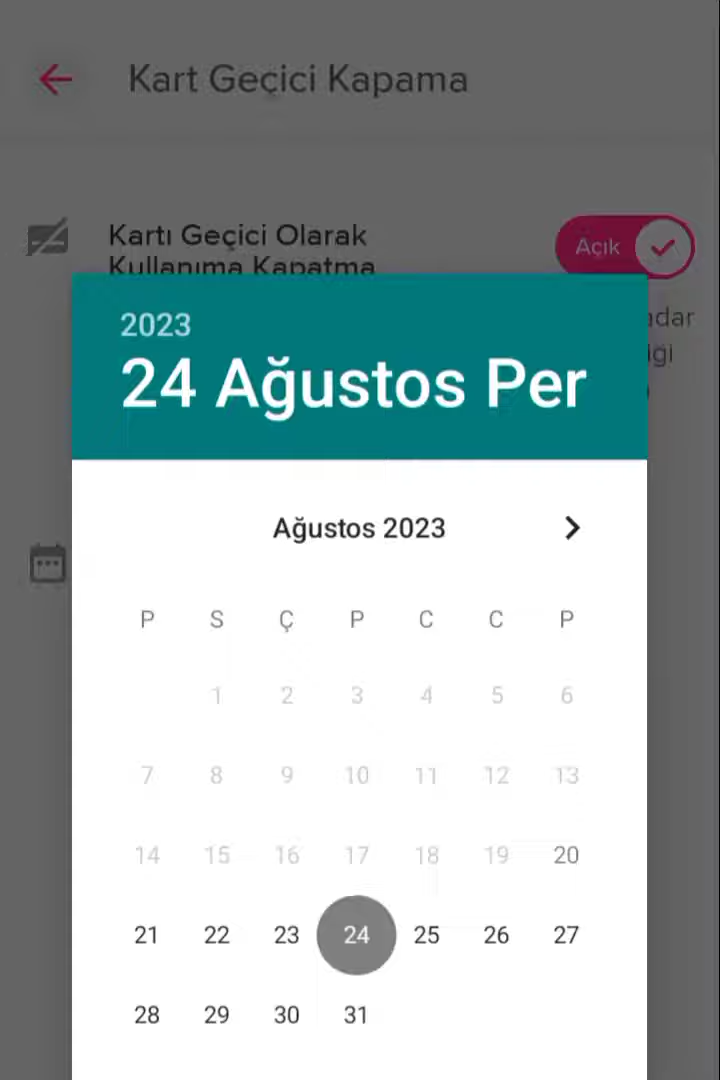 Kart Geçici Kapama
Kartı Geçici Olarak
Kullanıma Kapatma
Açık
2023
24 Ağustos Per
Ağustos 2023
P S Ç P C C P
1 2 3 4 5 6
7 8 9 10 11 12 13
14 15 16 17 18 19 20
21 22 23 24 25 26 27
28 29 30 31